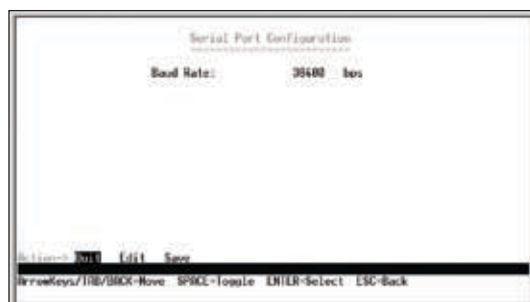 Serial Port Configuration
Baud Rate: 38400 bps
Action-> Quit Edit Save
ArrowKeys/TAB/BACK-Move SPACE-Toggle ENTER-Select ESC-Back